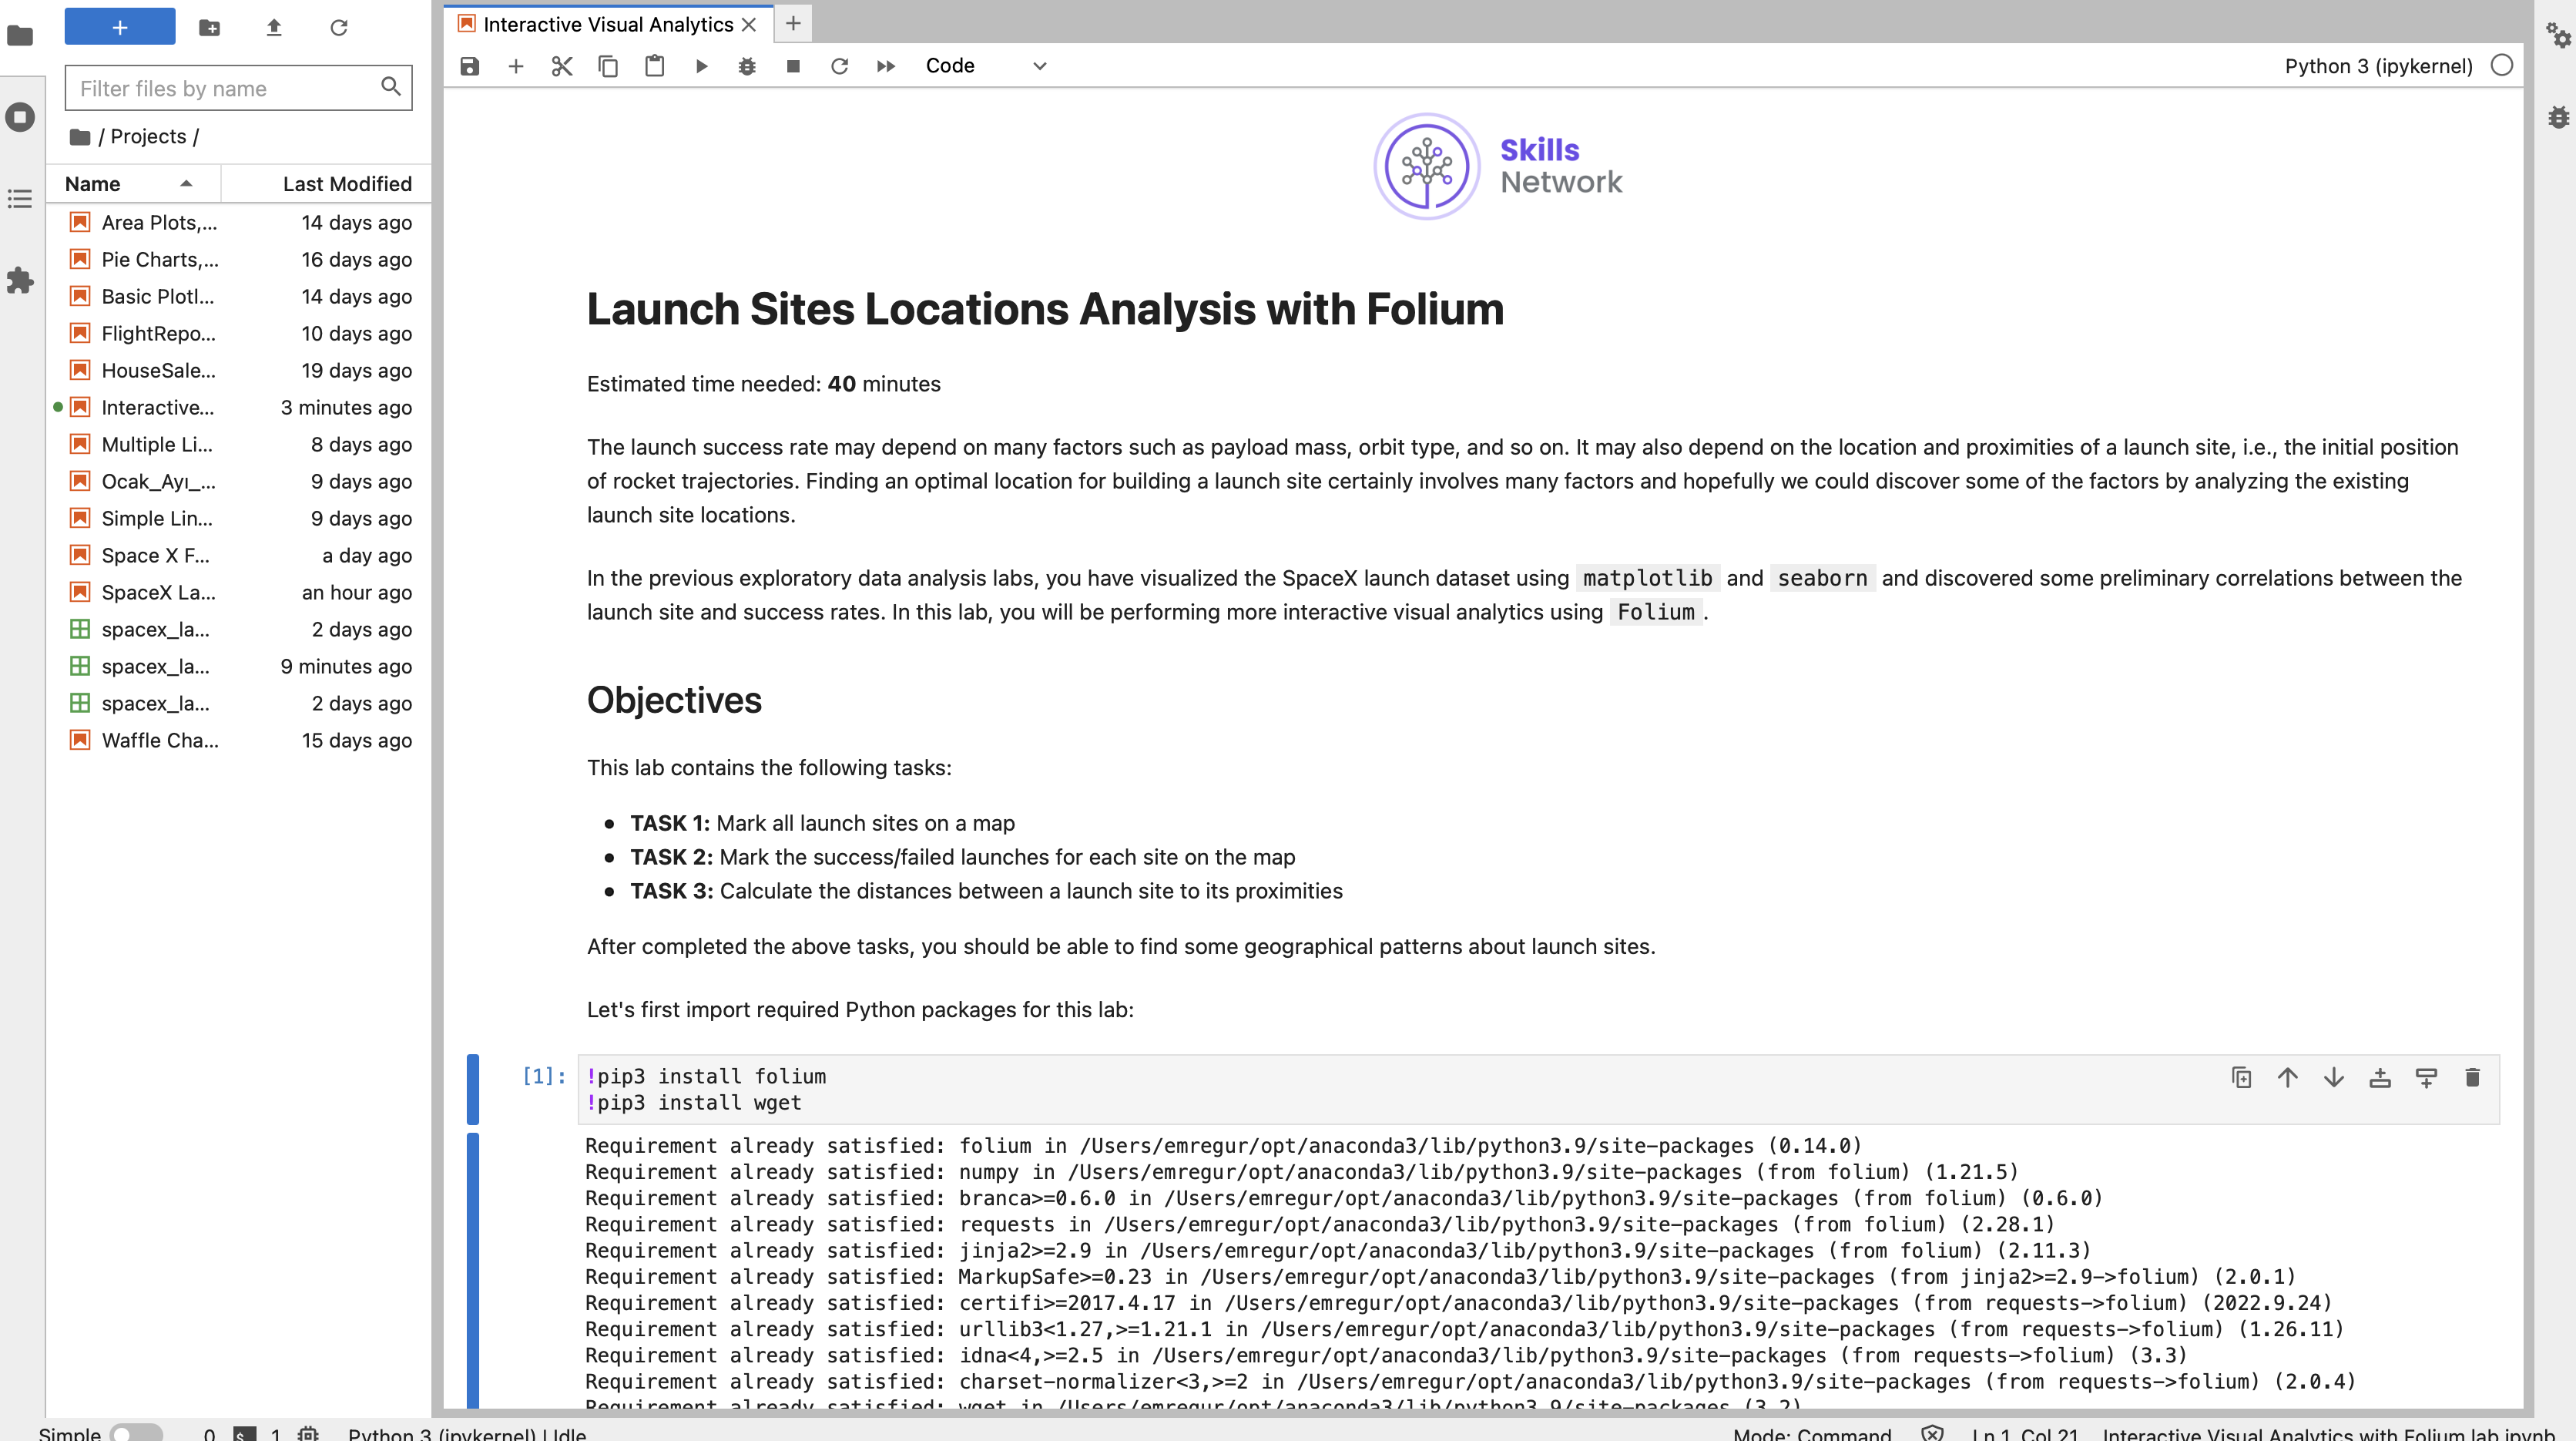 Interactive Visual Analytics
Filter files by name
Code
Python 3 (ipykernel)
/ Projects /
Name Last Modified
Area Plots,... 14 days ago
Pie Charts,... 16 days ago
Basic Plotl... 14 days ago
FlightRepo... 10 days ago
HouseSale... 19 days ago
Interactive... 3 minutes ago
Multiple Li... 8 days ago
Ocak_Ayı_... 9 days ago
Simple Lin... 9 days ago
Space X F... a day ago
SpaceX La... an hour ago
spacex_la... 2 days ago
spacex_la... 9 minutes ago
spacex_la... 2 days ago
Waffle Cha... 15 days ago
Skills
Network
Launch Sites Locations Analysis with Folium
Estimated time needed: 40 minutes
The launch success rate may depend on many factors such as payload mass, orbit type, and so on. It may also depend on the location and proximities of a launch site, i.e., the initial position
of rocket trajectories. Finding an optimal location for building a launch site certainly involves many factors and hopefully we could discover some of the factors by analyzing the existing
launch site locations.
In the previous exploratory data analysis labs, you have visualized the SpaceX launch dataset using matplotlib and seaborn and discovered some preliminary correlations between the
launch site and success rates. In this lab, you will be performing more interactive visual analytics using Folium.
Objectives
This lab contains the following tasks:
• TASK 1: Mark all launch sites on a map
• TASK 2: Mark the success/failed launches for each site on the map
• TASK 3: Calculate the distances between a launch site to its proximities
After completed the above tasks, you should be able to find some geographical patterns about launch sites.
Let's first import required Python packages for this lab:
[1]: !pip3 install folium
!pip3 install wget
Requirement already satisfied: folium in /Users/emregur/opt/anaconda3/lib/python3.9/site-packages (0.14.0)
Requirement already satisfied: numpy in /Users/emregur/opt/anaconda3/lib/python3.9/site-packages (from folium) (1.21.5)
Requirement already satisfied: branca>=0.6.0 in /Users/emregur/opt/anaconda3/lib/python3.9/site-packages (from folium) (0.6.0)
Requirement already satisfied: requests in /Users/emregur/opt/anaconda3/lib/python3.9/site-packages (from folium) (2.28.1)
Requirement already satisfied: jinja2>=2.9 in /Users/emregur/opt/anaconda3/lib/python3.9/site-packages (from folium) (2.11.3)
Requirement already satisfied: MarkupSafe>=0.23 in /Users/emregur/opt/anaconda3/lib/python3.9/site-packages (from jinja2>=2.9->folium) (2.0.1)
Requirement already satisfied: certifi>=2017.4.17 in /Users/emregur/opt/anaconda3/lib/python3.9/site-packages (from requests->folium) (2022.9.24)
Requirement already satisfied: urllib3<1.27,>=1.21.1 in /Users/emregur/opt/anaconda3/lib/python3.9/site-packages (from requests->folium) (1.26.11)
Requirement already satisfied: idna<4,>=2.5 in /Users/emregur/opt/anaconda3/lib/python3.9/site-packages (from requests->folium) (3.3)
Requirement already satisfied: charset-normalizer<3,>=2 in /Users/emregur/opt/anaconda3/lib/python3.9/site-packages (from requests->folium) (2.0.4)
Requirement already satisfied: wget in /Users/emregur/opt/anaconda3/lib/python3.9/site-packages (3.2)
Simple 0 $_ 1 Python 3 (ipykernel) | Idle Mode: Command Ln 1, Col 21 Interactive Visual Analytics with Folium lab.ipynb